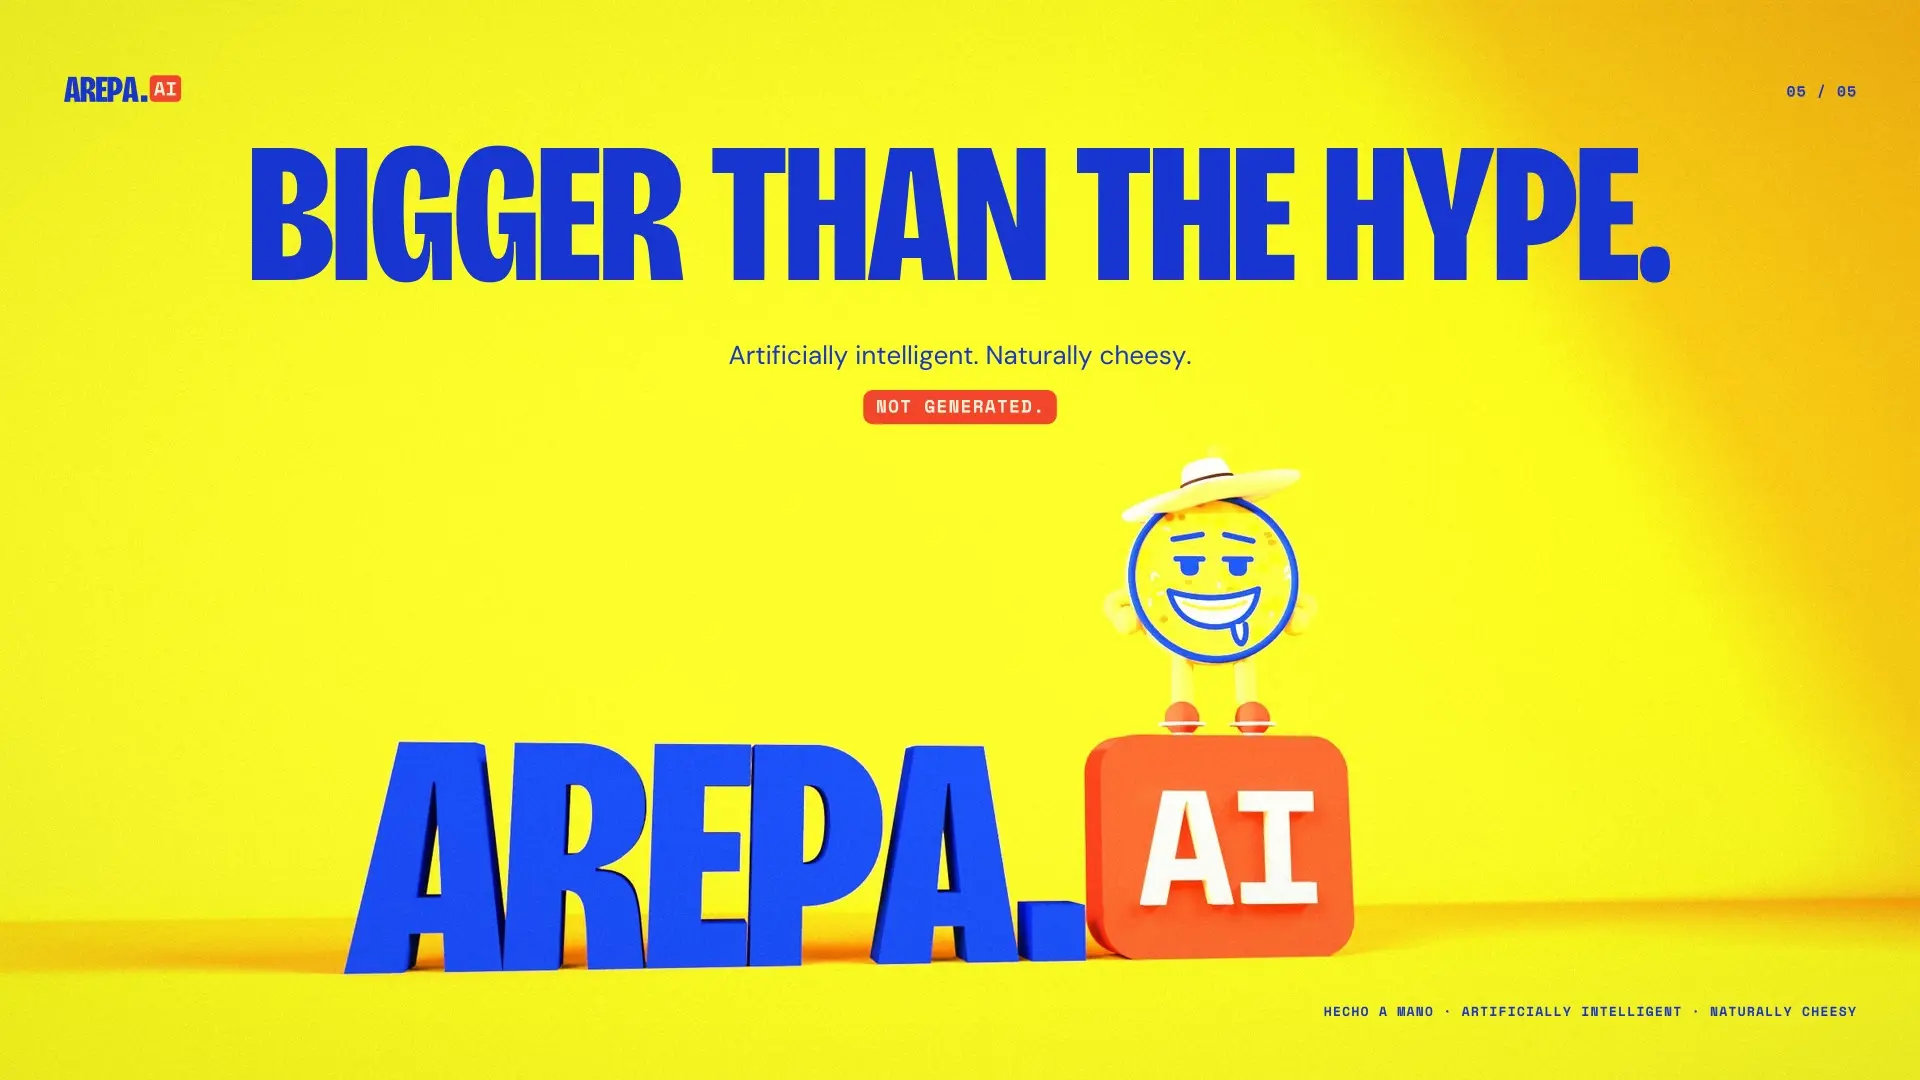 AREPA.AI
05 / 05
BIGGER THAN THE HYPE.
Artificially intelligent. Naturally cheesy.
NOT GENERATED.
AREPA.AI
HECHO A MANO · ARTIFICIALLY INTELLIGENT · NATURALLY CHEESY